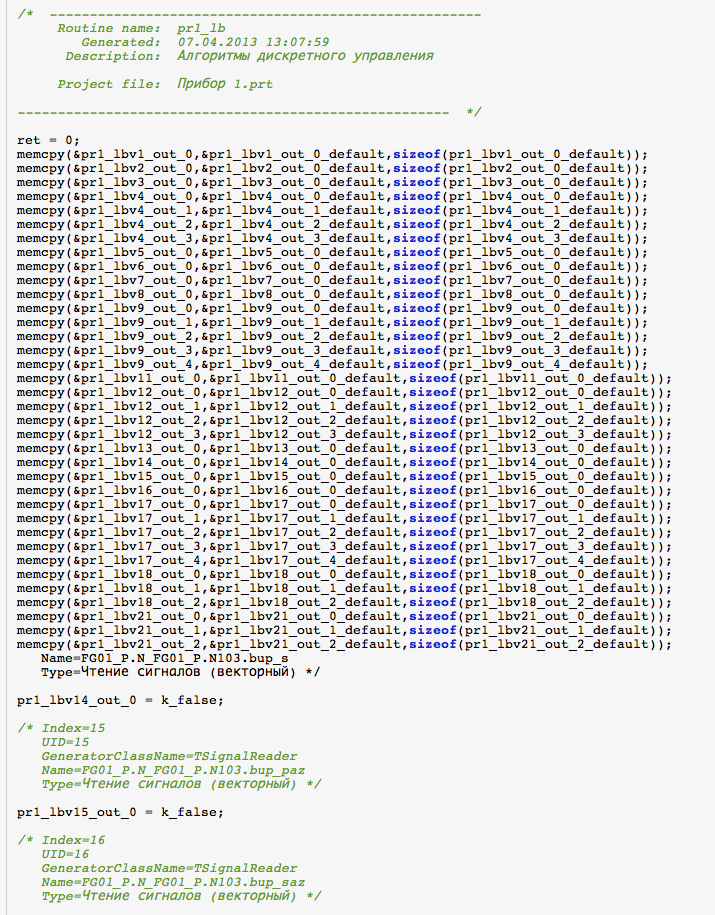 /*  ------------------------------------------------------
Routine name:  pr1_lb
Generated:  07.04.2013 13:07:59
Description:  Алгоритмы дискретного управления
Project file:  Прибор 1.prt
------------------------------------------------------  */
ret = 0;
memcpy(&pr1_lbv1_out_0,&pr1_lbv1_out_0_default,sizeof(pr1_lbv1_out_0_default));
memcpy(&pr1_lbv2_out_0,&pr1_lbv2_out_0_default,sizeof(pr1_lbv2_out_0_default));
memcpy(&pr1_lbv3_out_0,&pr1_lbv3_out_0_default,sizeof(pr1_lbv3_out_0_default));
memcpy(&pr1_lbv4_out_0,&pr1_lbv4_out_0_default,sizeof(pr1_lbv4_out_0_default));
memcpy(&pr1_lbv4_out_1,&pr1_lbv4_out_1_default,sizeof(pr1_lbv4_out_1_default));
memcpy(&pr1_lbv4_out_2,&pr1_lbv4_out_2_default,sizeof(pr1_lbv4_out_2_default));
memcpy(&pr1_lbv4_out_3,&pr1_lbv4_out_3_default,sizeof(pr1_lbv4_out_3_default));
memcpy(&pr1_lbv5_out_0,&pr1_lbv5_out_0_default,sizeof(pr1_lbv5_out_0_default));
memcpy(&pr1_lbv6_out_0,&pr1_lbv6_out_0_default,sizeof(pr1_lbv6_out_0_default));
memcpy(&pr1_lbv7_out_0,&pr1_lbv7_out_0_default,sizeof(pr1_lbv7_out_0_default));
memcpy(&pr1_lbv8_out_0,&pr1_lbv8_out_0_default,sizeof(pr1_lbv8_out_0_default));
memcpy(&pr1_lbv9_out_0,&pr1_lbv9_out_0_default,sizeof(pr1_lbv9_out_0_default));
memcpy(&pr1_lbv9_out_1,&pr1_lbv9_out_1_default,sizeof(pr1_lbv9_out_1_default));
memcpy(&pr1_lbv9_out_2,&pr1_lbv9_out_2_default,sizeof(pr1_lbv9_out_2_default));
memcpy(&pr1_lbv9_out_3,&pr1_lbv9_out_3_default,sizeof(pr1_lbv9_out_3_default));
memcpy(&pr1_lbv9_out_4,&pr1_lbv9_out_4_default,sizeof(pr1_lbv9_out_4_default));
memcpy(&pr1_lbv11_out_0,&pr1_lbv11_out_0_default,sizeof(pr1_lbv11_out_0_default));
memcpy(&pr1_lbv12_out_0,&pr1_lbv12_out_0_default,sizeof(pr1_lbv12_out_0_default));
memcpy(&pr1_lbv12_out_1,&pr1_lbv12_out_1_default,sizeof(pr1_lbv12_out_1_default));
memcpy(&pr1_lbv12_out_2,&pr1_lbv12_out_2_default,sizeof(pr1_lbv12_out_2_default));
memcpy(&pr1_lbv12_out_3,&pr1_lbv12_out_3_default,sizeof(pr1_lbv12_out_3_default));
memcpy(&pr1_lbv13_out_0,&pr1_lbv13_out_0_default,sizeof(pr1_lbv13_out_0_default));
memcpy(&pr1_lbv14_out_0,&pr1_lbv14_out_0_default,sizeof(pr1_lbv14_out_0_default));
memcpy(&pr1_lbv15_out_0,&pr1_lbv15_out_0_default,sizeof(pr1_lbv15_out_0_default));
memcpy(&pr1_lbv16_out_0,&pr1_lbv16_out_0_default,sizeof(pr1_lbv16_out_0_default));
memcpy(&pr1_lbv17_out_0,&pr1_lbv17_out_0_default,sizeof(pr1_lbv17_out_0_default));
memcpy(&pr1_lbv17_out_1,&pr1_lbv17_out_1_default,sizeof(pr1_lbv17_out_1_default));
memcpy(&pr1_lbv17_out_2,&pr1_lbv17_out_2_default,sizeof(pr1_lbv17_out_2_default));
memcpy(&pr1_lbv17_out_3,&pr1_lbv17_out_3_default,sizeof(pr1_lbv17_out_3_default));
memcpy(&pr1_lbv17_out_4,&pr1_lbv17_out_4_default,sizeof(pr1_lbv17_out_4_default));
memcpy(&pr1_lbv18_out_0,&pr1_lbv18_out_0_default,sizeof(pr1_lbv18_out_0_default));
memcpy(&pr1_lbv18_out_1,&pr1_lbv18_out_1_default,sizeof(pr1_lbv18_out_1_default));
memcpy(&pr1_lbv18_out_2,&pr1_lbv18_out_2_default,sizeof(pr1_lbv18_out_2_default));
memcpy(&pr1_lbv21_out_0,&pr1_lbv21_out_0_default,sizeof(pr1_lbv21_out_0_default));
memcpy(&pr1_lbv21_out_1,&pr1_lbv21_out_1_default,sizeof(pr1_lbv21_out_1_default));
memcpy(&pr1_lbv21_out_2,&pr1_lbv21_out_2_default,sizeof(pr1_lbv21_out_2_default));
Name=FG01_P.N_FG01_P.N103.bup_s
Type=Чтение сигналов (векторный) */
pr1_lbv14_out_0 = k_false;
/* Index=15
UID=15
GeneratorClassName=TSignalReader
Name=FG01_P.N_FG01_P.N103.bup_paz
Type=Чтение сигналов (векторный) */
pr1_lbv15_out_0 = k_false;
/* Index=16
UID=16
GeneratorClassName=TSignalReader
Name=FG01_P.N_FG01_P.N103.bup_saz
Type=Чтение сигналов (векторный) */